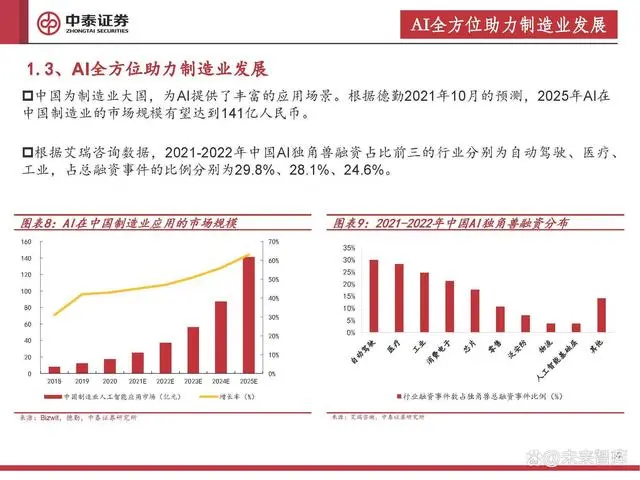 中泰证券
ZHONGTAI SECURITIES
AI全方位助力制造业发展
1.3、AI全方位助力制造业发展
□中国为制造业大国，为AI提供了丰富的应用场景。根据德勤2021年10月的预测，2025年AI在
中国制造业的市场规模有望达到141亿人民币。
□根据艾瑞咨询数据，2021-2022年中国AI独角兽融资占比前三的行业分别为自动驾驶、医疗、
工业，占总融资事件的比例分别为29.8%、28.1%、24.6%。
图表8：AI在中国制造业应用的市场规模
160
140
120
100
80
60
40
20
0
70%
60%
50%
40%
30%
20%
10%
0%
2018 2019 2020 2021E 2022E 2023E 2024E 2025E
中国制造业人工智能应用市场（亿元） 增长率（%）
来源：Bizwit，德勤，中泰证券研究所
图表9：2021-2022年中国AI独角兽融资分布
35%
30%
25%
20%
15%
10%
5%
0%
自动驾驶 医疗 工业 消费电子 芯片 零售 泛安防 物流 人工智能基础层 其他
行业融资事件数占独角兽总融资事件比例（%）
来源：艾瑞咨询，中泰证券研究所
未来智库